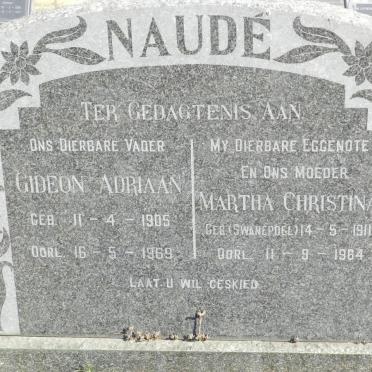 NAUDÉ
TER GEDAGTENIS AAN
ONS DIERBARE VADER
GIDEON ADRIAAN
GEB. 11 - 4 - 1905
OORL. 16 - 5 - 1969
MY DIERBARE EGGENOTE
EN ONS MOEDER
MARTHA CHRISTINA
GEB (SWANEPOEL) 14 - 5 - 1911
OORL. 11 - 9 - 1984
LAAT U WIL GESKIED